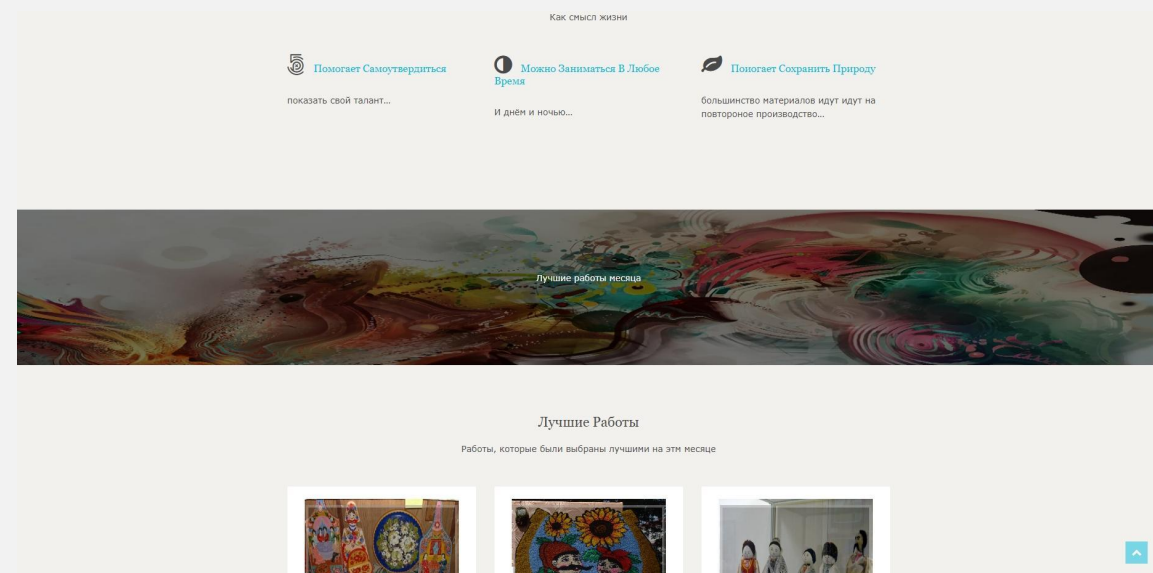 Как смысл жизни
Помогает Самоутвердиться
Можно Заниматься В Любое
Время
Поногает Сохранить Природу
показать свой талант...
И днём и ночью...
большинство материалов идут идут на
повтороное производство...
Лучшие работы месяца
Лучшие Работы
Работы, которые были выбраны лучшими на этм месяце